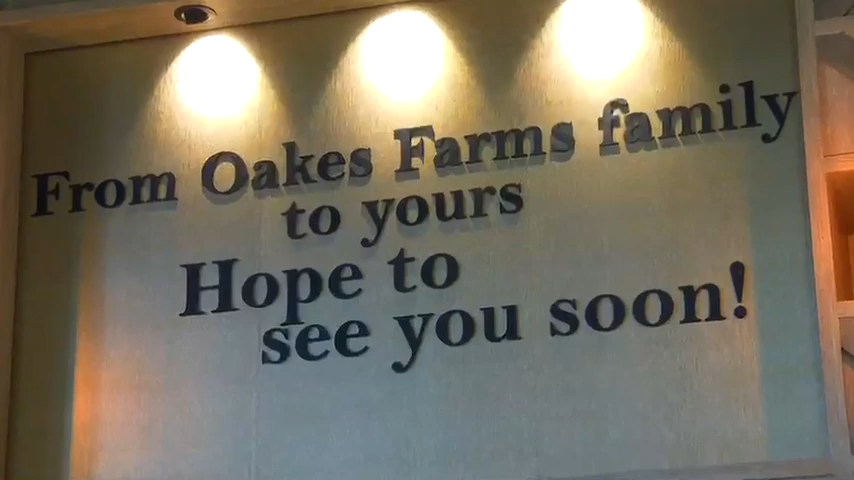 From Oakes Farms family
to yours
Hope to
see you soon!